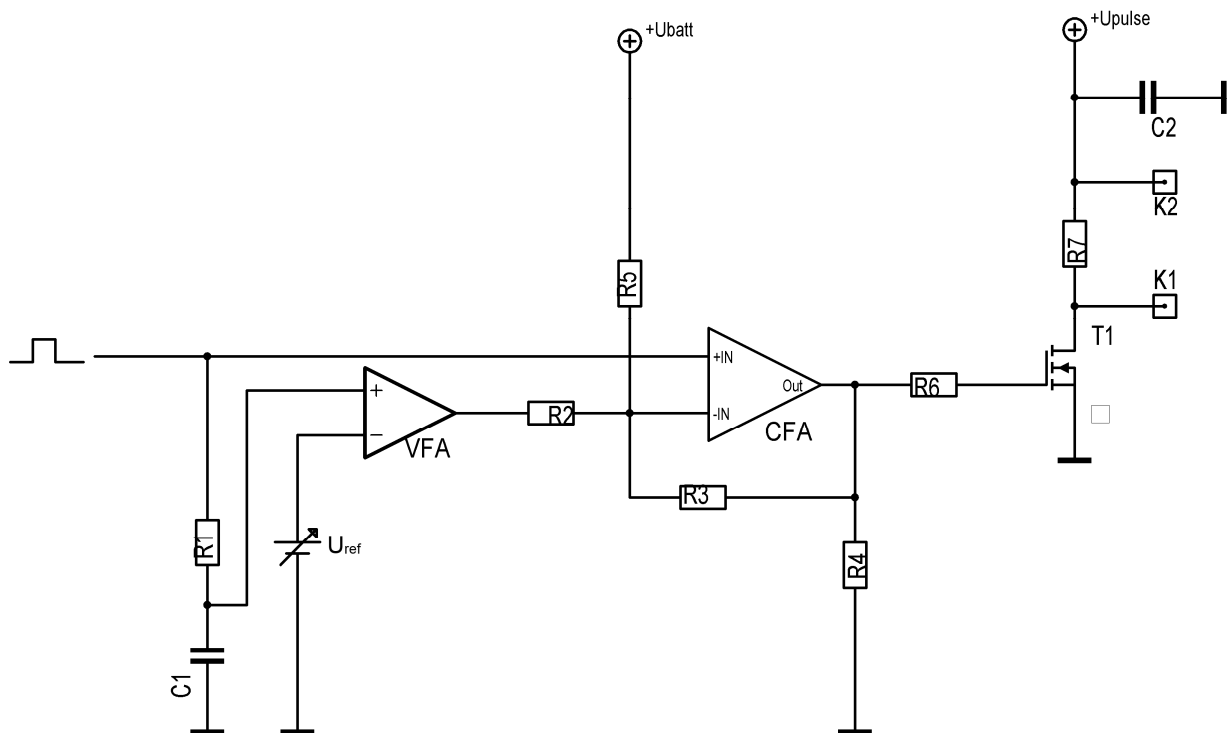 +Ubatt
+Upulse
C2
K2
R7
K1
R5
T1
+IN
Out
-IN
CFA
R6
+
−
VFA
R2
R3
R1
Uref
R4
C1